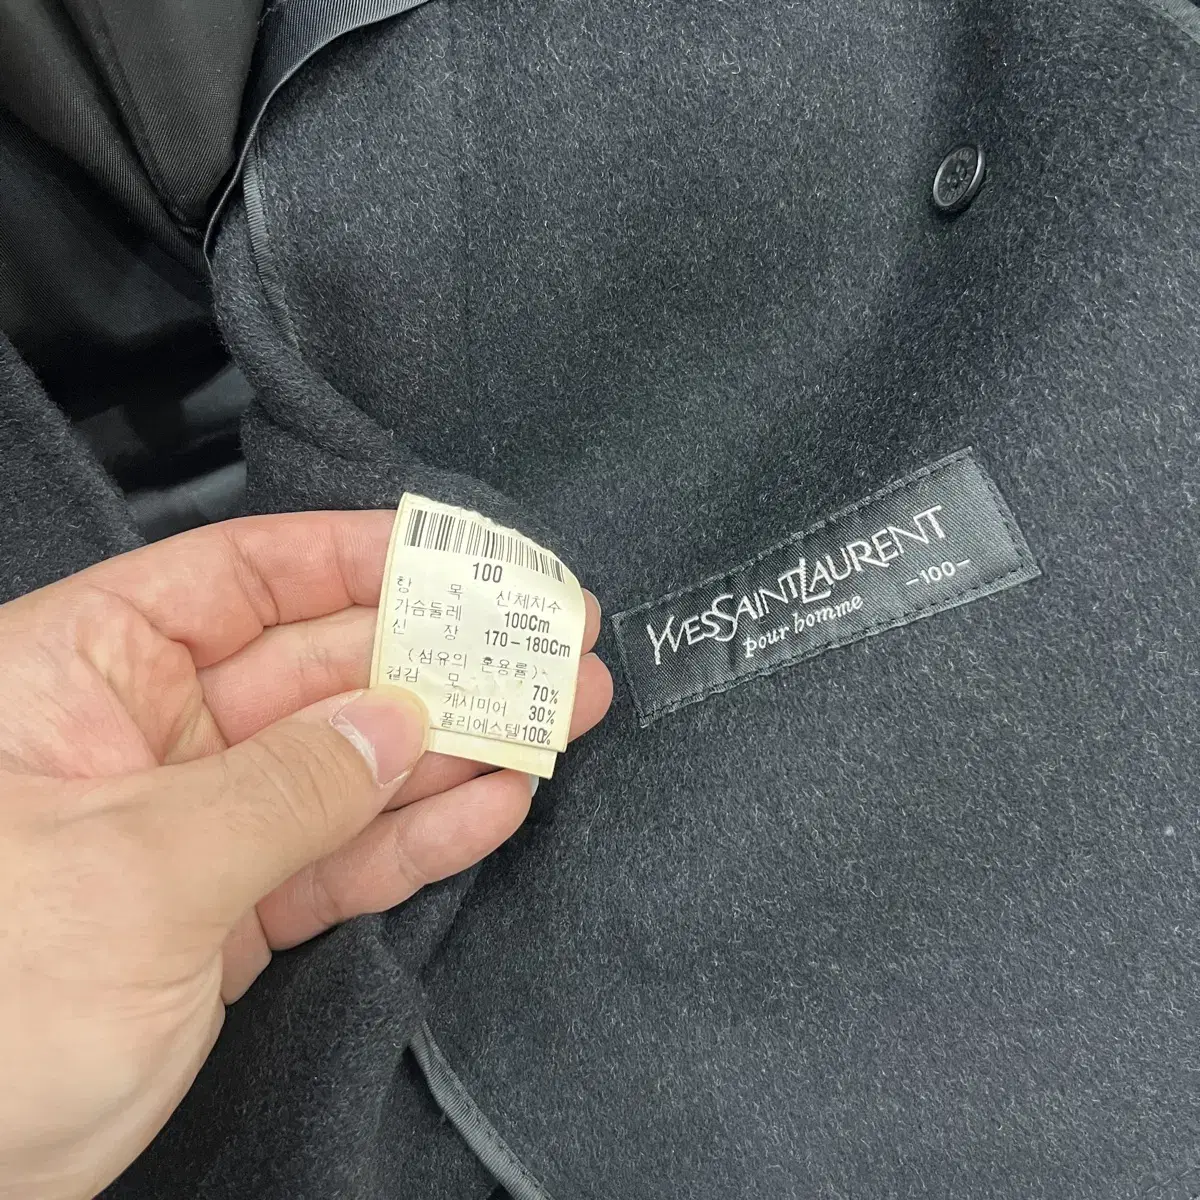 100
항 목 신체치수
가슴둘레 100Cm
신 장 170-180Cm
(섬유의 혼용률)
겉감 모 70%
캐시미어 30%
폴리에스텔100%
YVESSAINTLAURENT
pour homme -100-